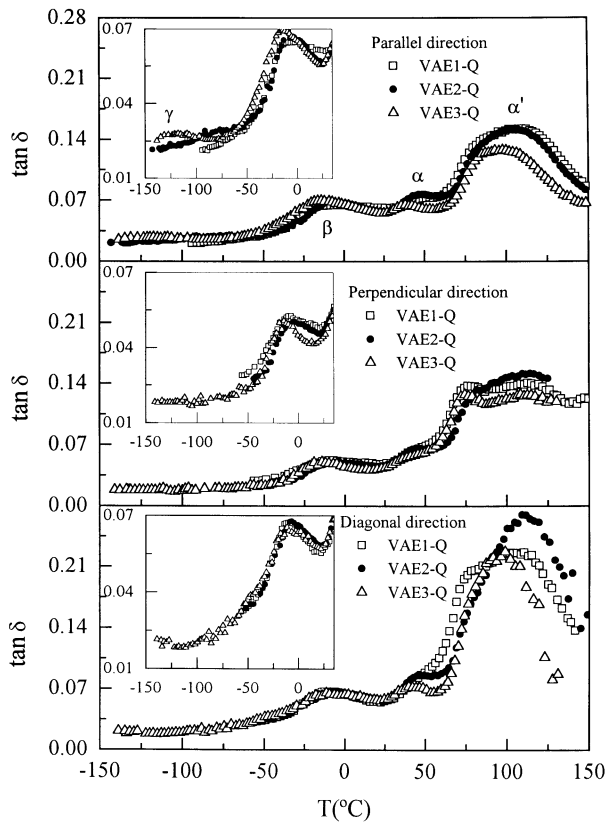 0.28
0.21
0.14
0.07
0.00
tan δ
0.07
0.04
0.01
-150 -100 -50 0
γ
β
α
α'
Parallel direction
VAE1-Q
VAE2-Q
VAE3-Q
0.21
0.14
0.07
0.00
tan δ
0.07
0.04
0.01
-150 -100 -50 0
Perpendicular direction
VAE1-Q
VAE2-Q
VAE3-Q
0.21
0.14
0.07
0.00
tan δ
0.07
0.04
0.01
-150 -100 -50 0
Diagonal direction
VAE1-Q
VAE2-Q
VAE3-Q
-150 -100 -50 0 50 100 150
T(ºC)